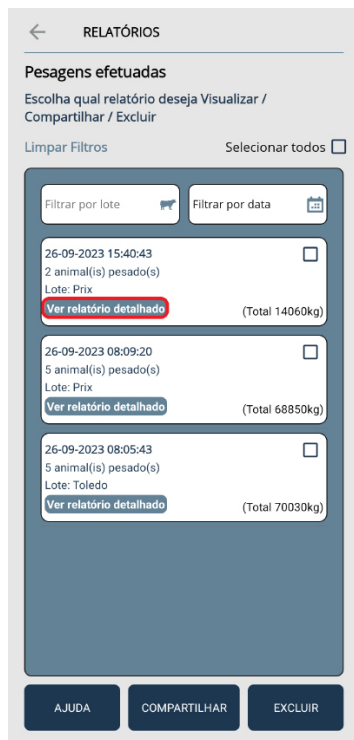 RELATÓRIOS
Pesagens efetuadas
Escolha qual relatório deseja Visualizar /
Compartilhar / Excluir
Limpar Filtros
Selecionar todos
Filtrar por lote
Filtrar por data
26-09-2023 15:40:43
2 animal(is) pesado(s)
Lote: Prix
Ver relatório detalhado
(Total 14060kg)
26-09-2023 08:09:20
5 animal(is) pesado(s)
Lote: Prix
Ver relatório detalhado
(Total 68850kg)
26-09-2023 08:05:43
5 animal(is) pesado(s)
Lote: Toledo
Ver relatório detalhado
(Total 70030kg)
AJUDA
COMPARTILHAR
EXCLUIR